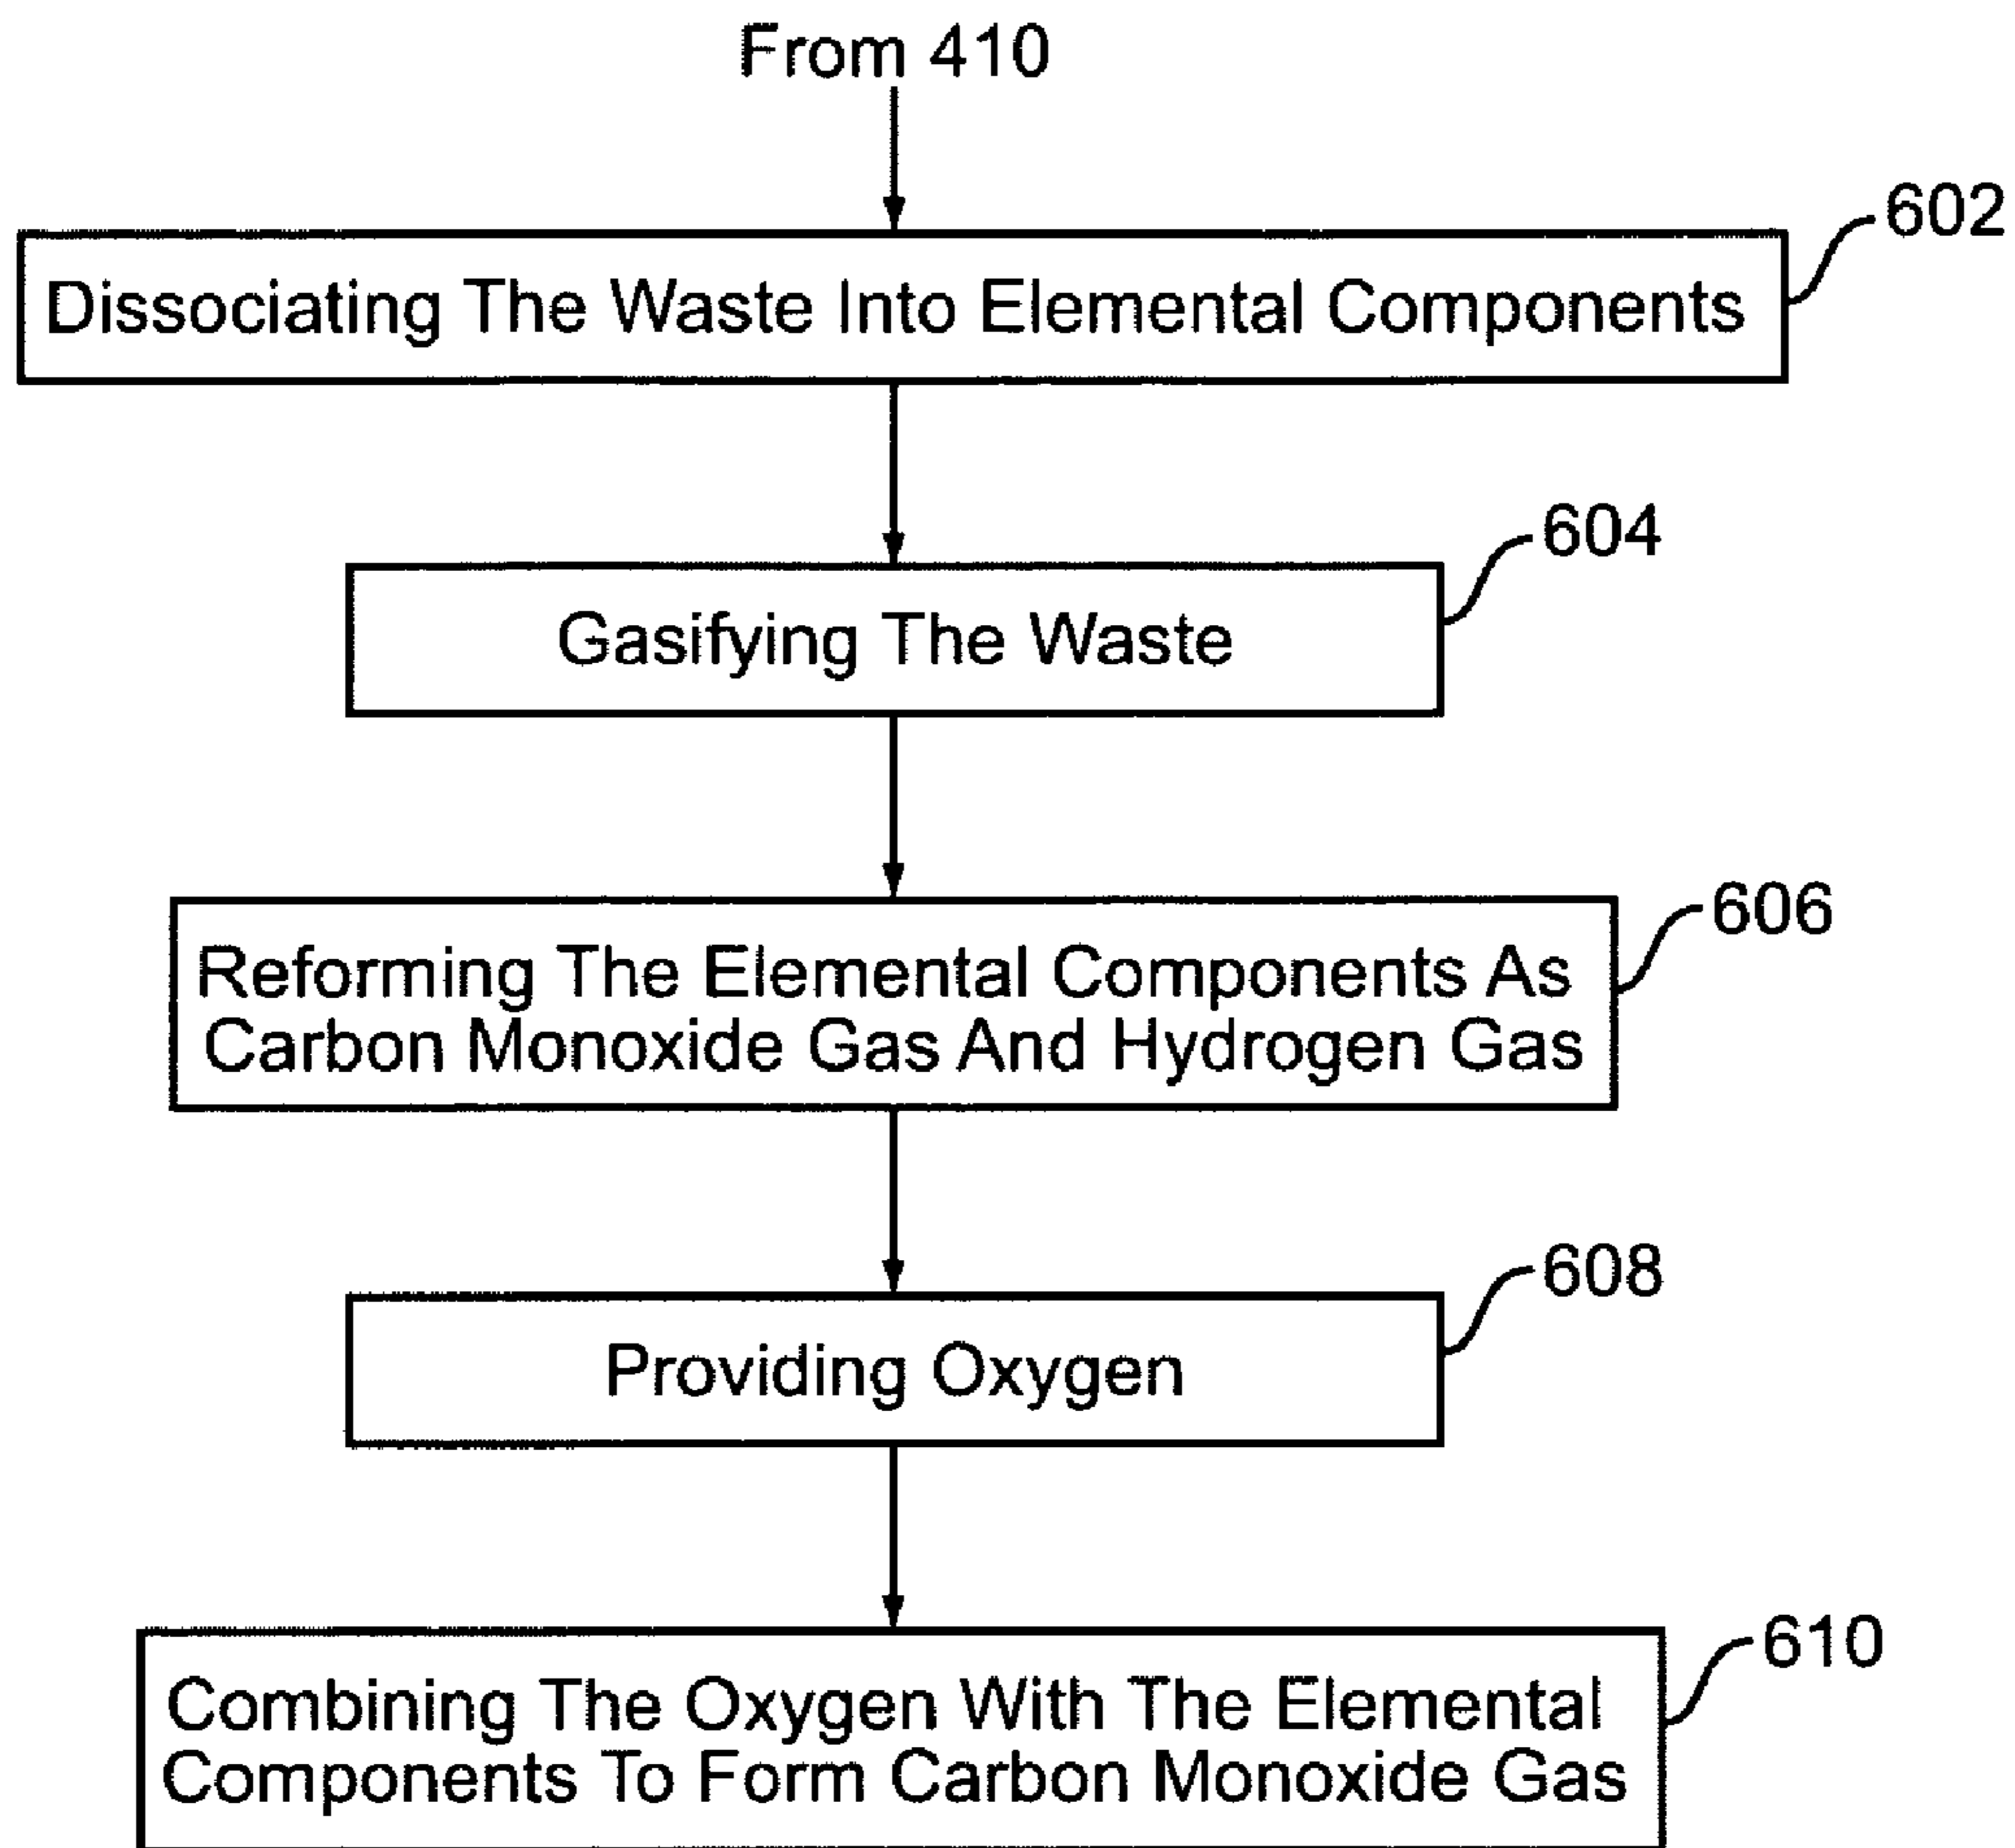 From 410
602
Dissociating The Waste Into Elemental Components
604
Gasifying The Waste
606
Reforming The Elemental Components As
Carbon Monoxide Gas And Hydrogen Gas
608
Providing Oxygen
610
Combining The Oxygen With The Elemental
Components To Form Carbon Monoxide Gas